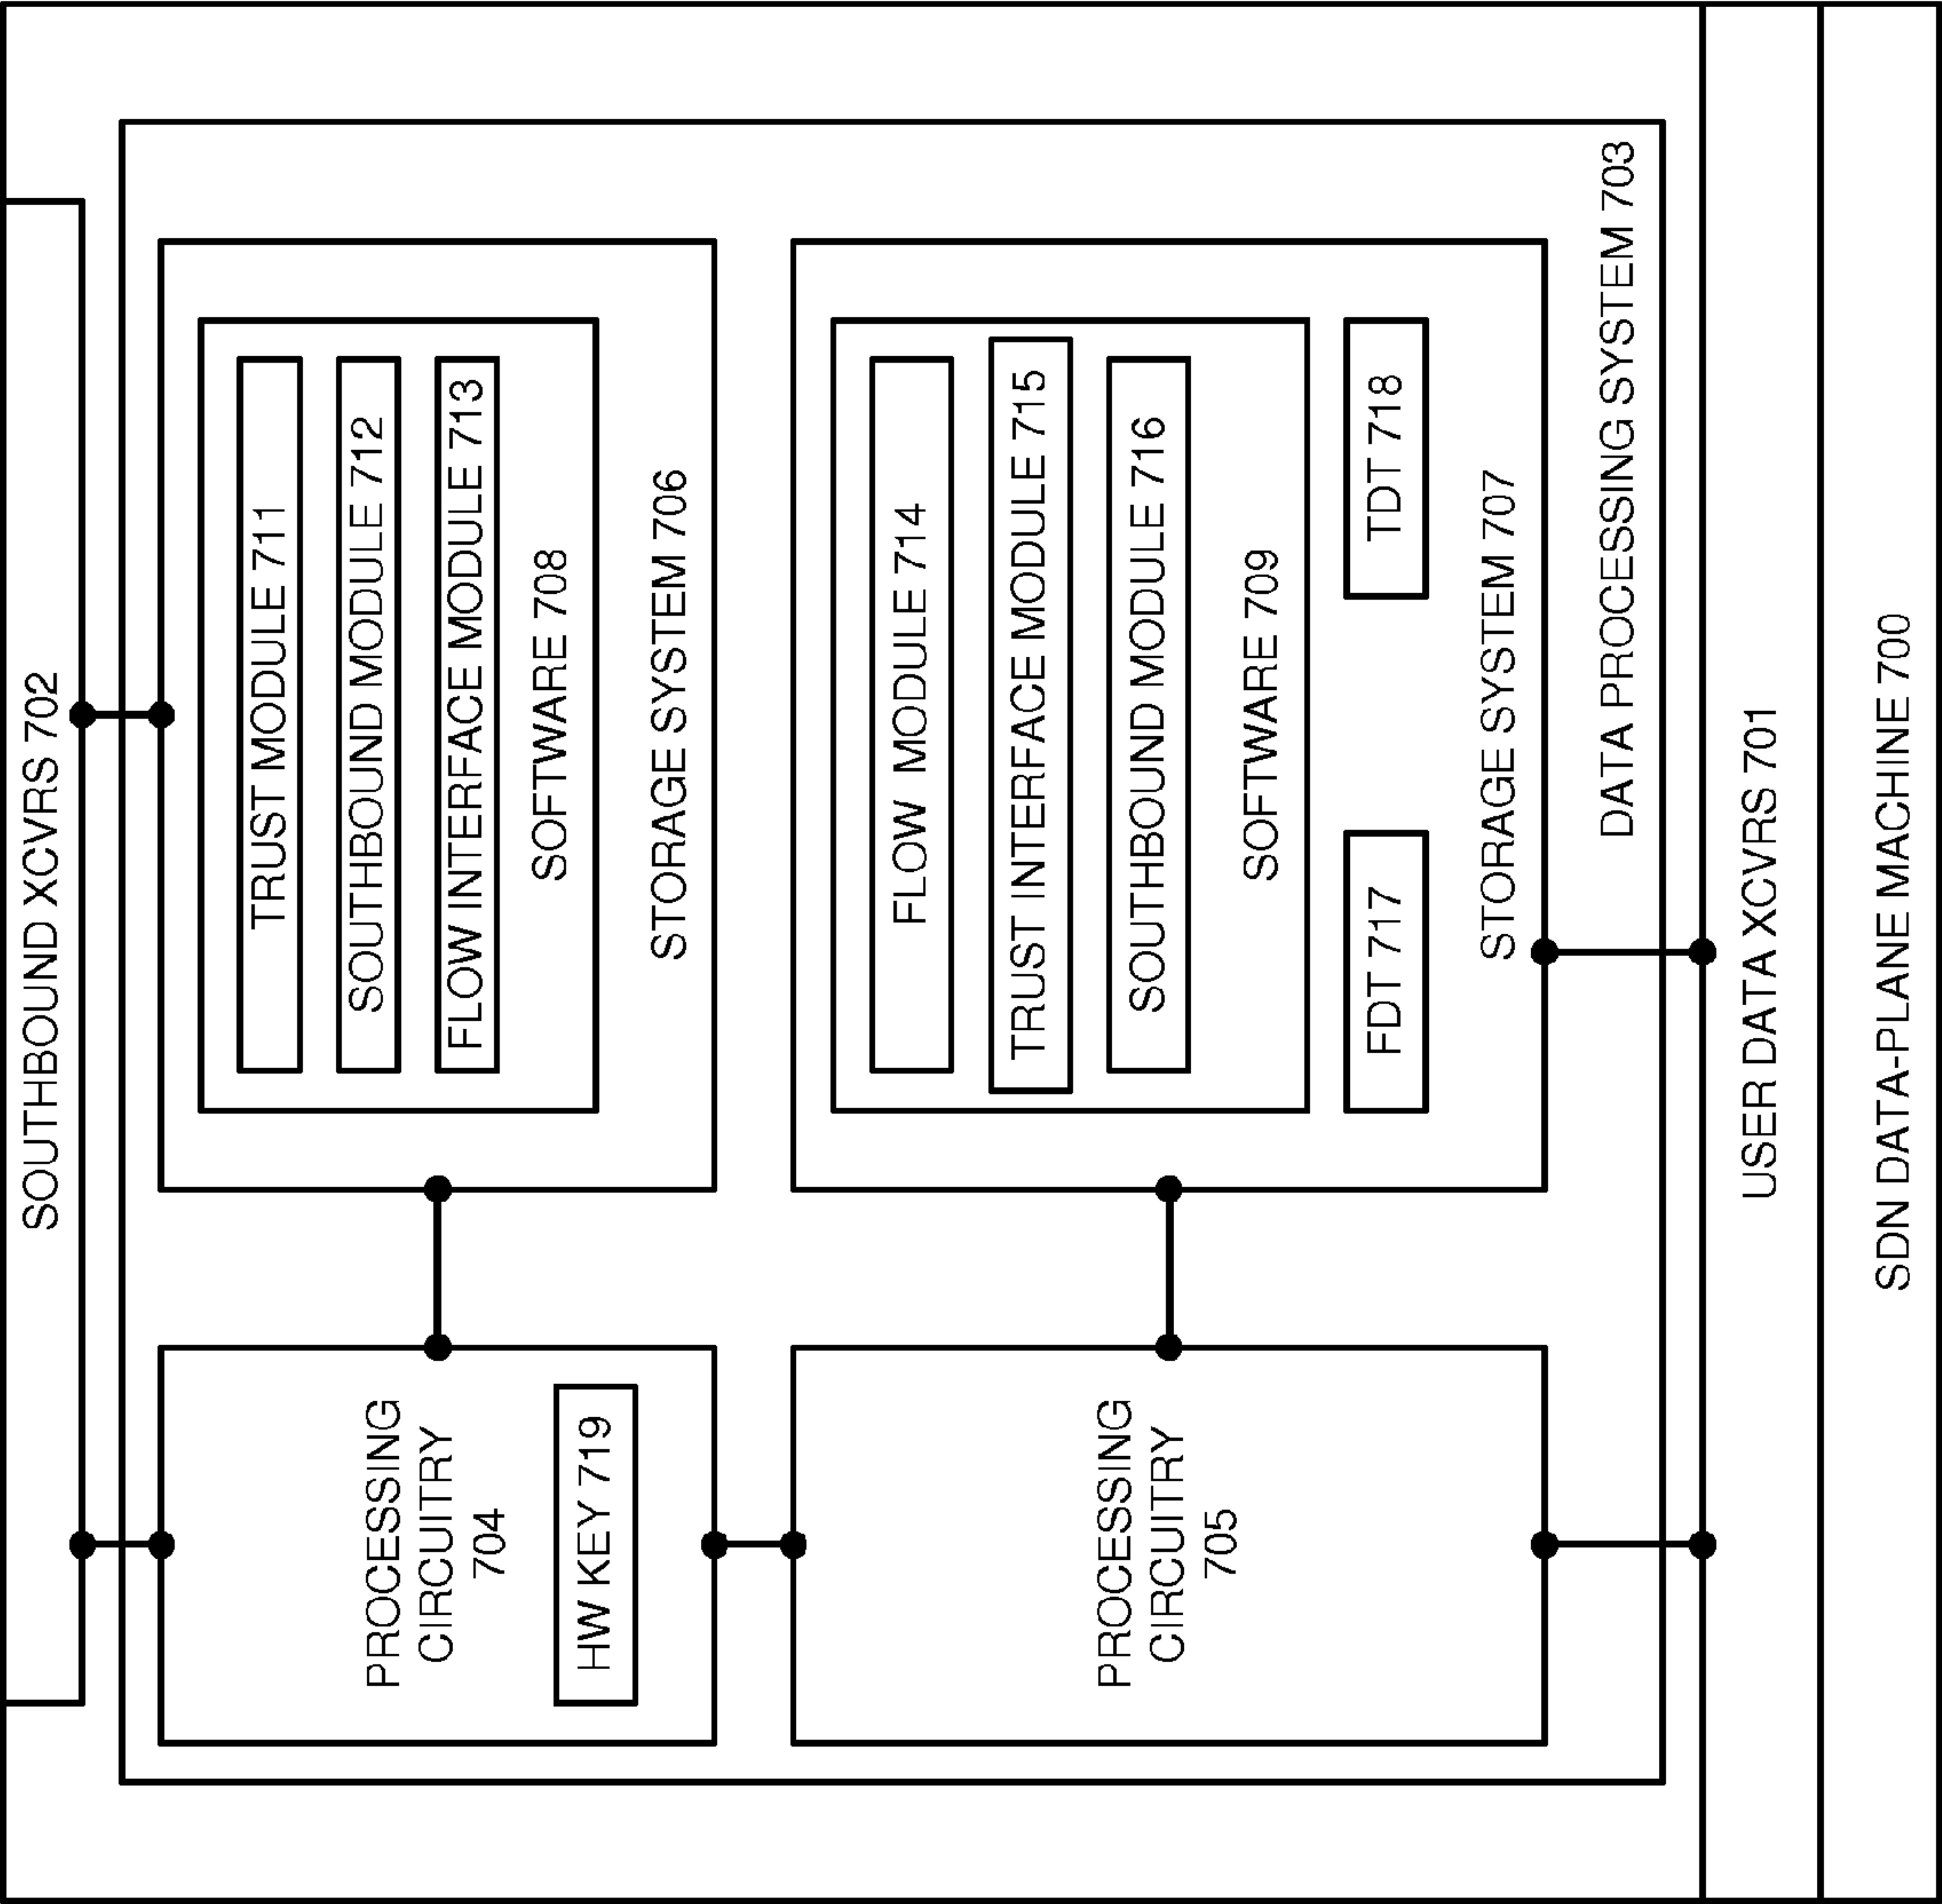 SOUTHBOUND XCVRS 702
PROCESSING
CIRCUITRY
704
HW KEY 719
TRUST MODULE 711
SOUTHBOUND MODULE 712
FLOW INTERFACE MODULE 713
SOFTWARE 708
STORAGE SYSTEM 706
PROCESSING
CIRCUITRY
705
FLOW MODULE 714
TRUST INTERFACE MODULE 715
SOUTHBOUND MODULE 716
SOFTWARE 709
FDT 717
TDT 718
STORAGE SYSTEM 707
DATA PROCESSING SYSTEM 703
USER DATA XCVRS 701
SDN DATA-PLANE MACHINE 700